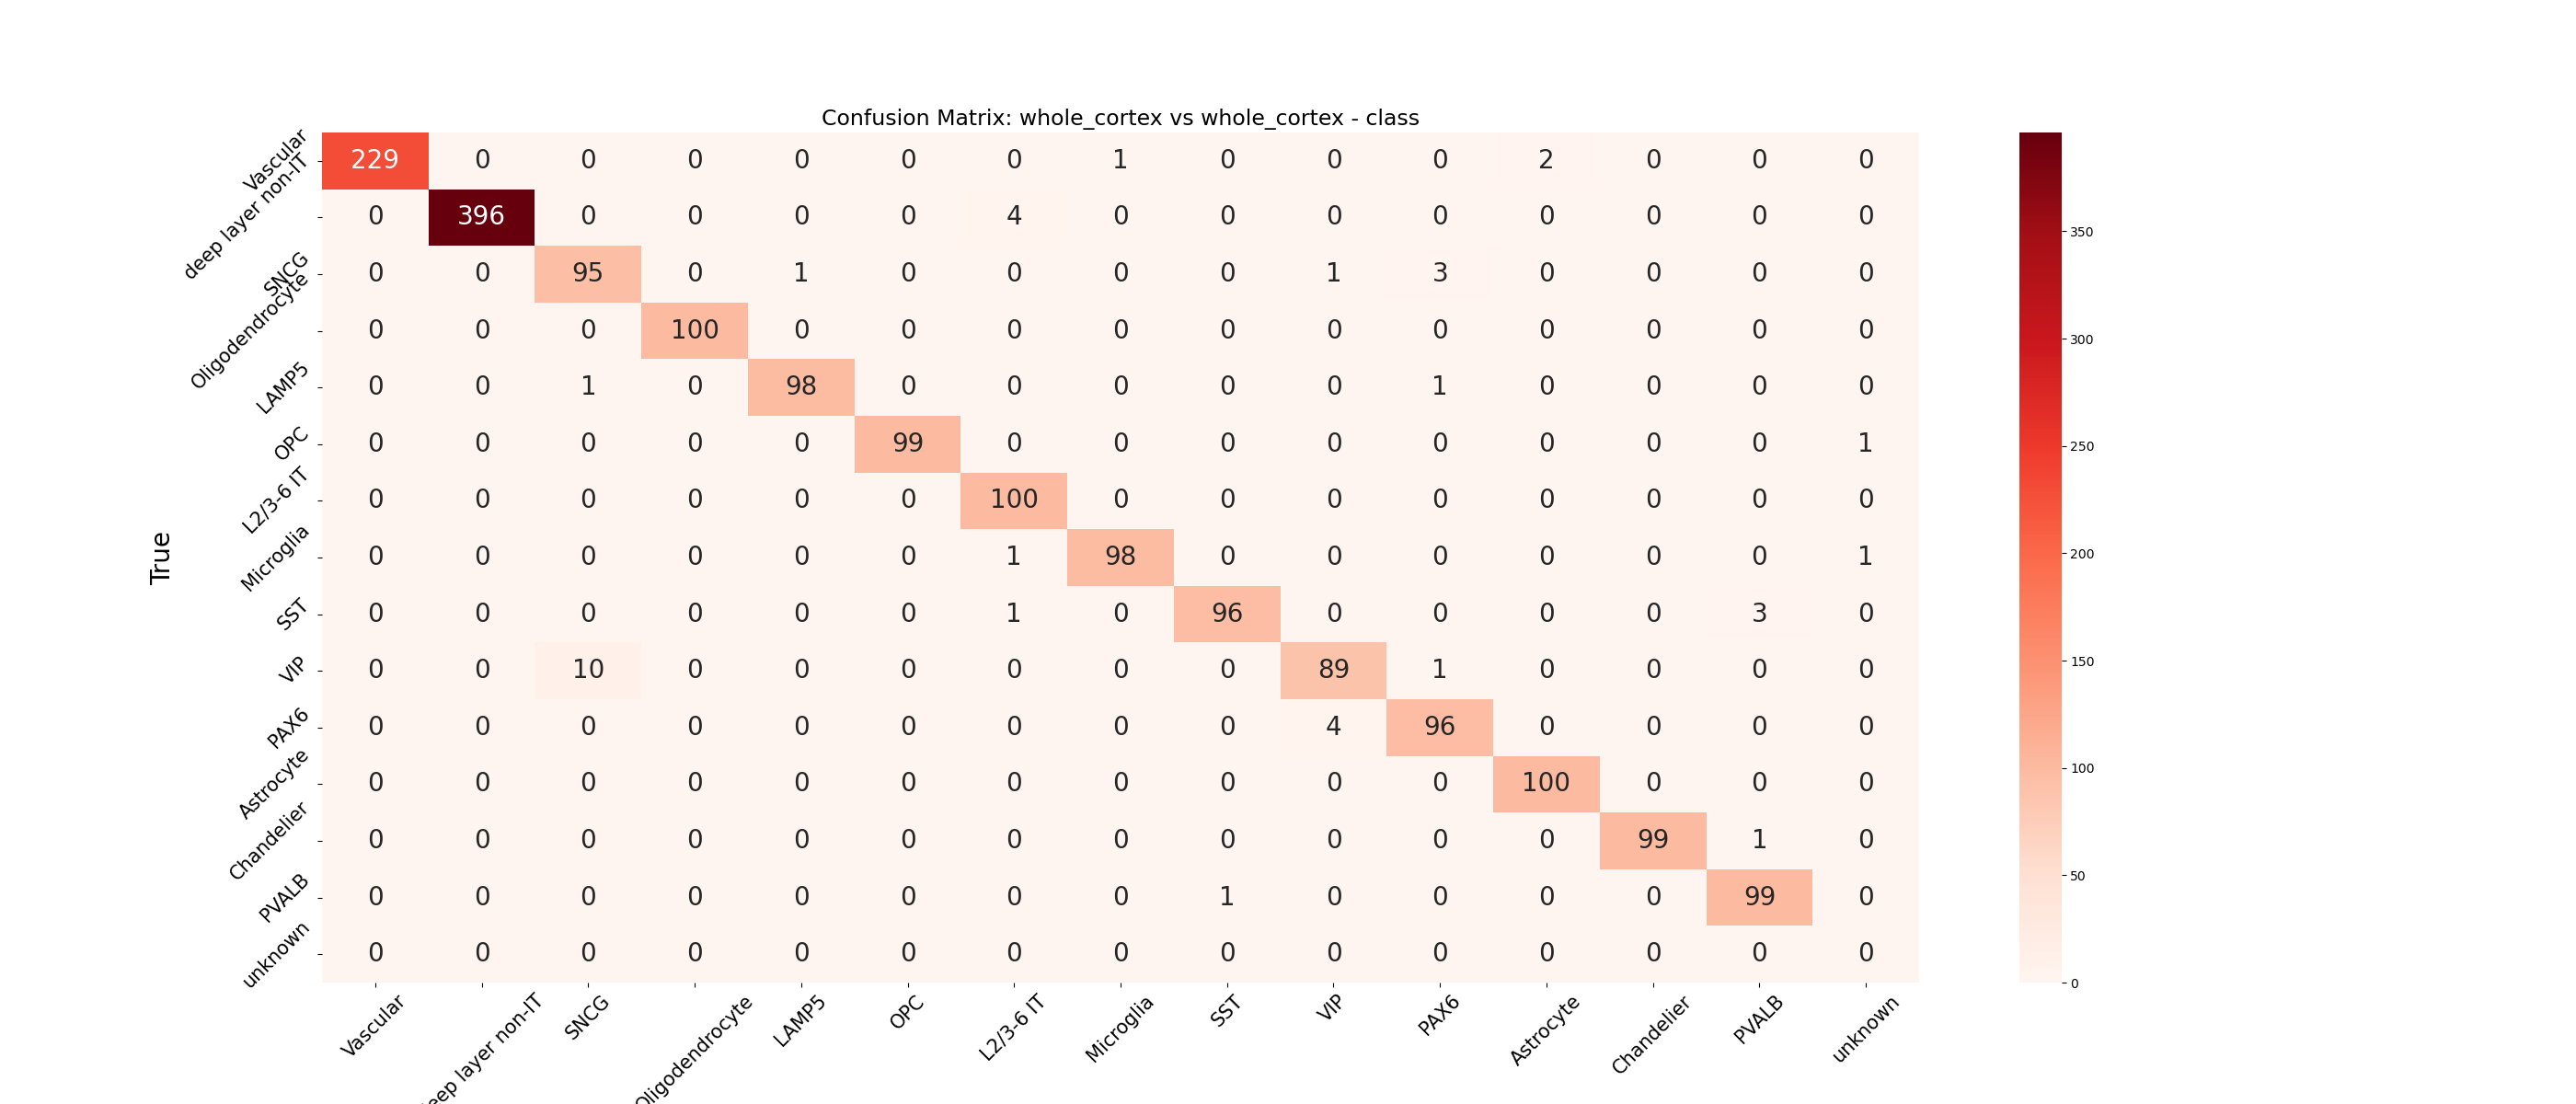 Confusion Matrix: whole_cortex vs whole_cortex - class
True
Vascular 229 0 0 0 0 0 0 1 0 0 0 2 0 0 0
deep layer non-IT 0 396 0 0 0 0 4 0 0 0 0 0 0 0 0
SNCG 0 0 95 0 1 0 0 0 0 1 3 0 0 0 0
Oligodendrocyte 0 0 0 100 0 0 0 0 0 0 0 0 0 0 0
LAMP5 0 0 1 0 98 0 0 0 0 0 1 0 0 0 0
OPC 0 0 0 0 0 99 0 0 0 0 0 0 0 0 1
L2/3-6 IT 0 0 0 0 0 0 100 0 0 0 0 0 0 0 0
Microglia 0 0 0 0 0 0 1 98 0 0 0 0 0 0 1
SST 0 0 0 0 0 0 1 0 96 0 0 0 0 3 0
VIP 0 0 10 0 0 0 0 0 0 89 1 0 0 0 0
PAX6 0 0 0 0 0 0 0 0 0 4 96 0 0 0 0
Astrocyte 0 0 0 0 0 0 0 0 0 0 0 100 0 0 0
Chandelier 0 0 0 0 0 0 0 0 0 0 0 0 99 1 0
PVALB 0 0 0 0 0 0 0 0 1 0 0 0 0 99 0
unknown 0 0 0 0 0 0 0 0 0 0 0 0 0 0 0
Vascular deep layer non-IT SNCG Oligodendrocyte LAMP5 OPC L2/3-6 IT Microglia SST VIP PAX6 Astrocyte Chandelier PVALB unknown
350
300
250
200
150
100
50
0